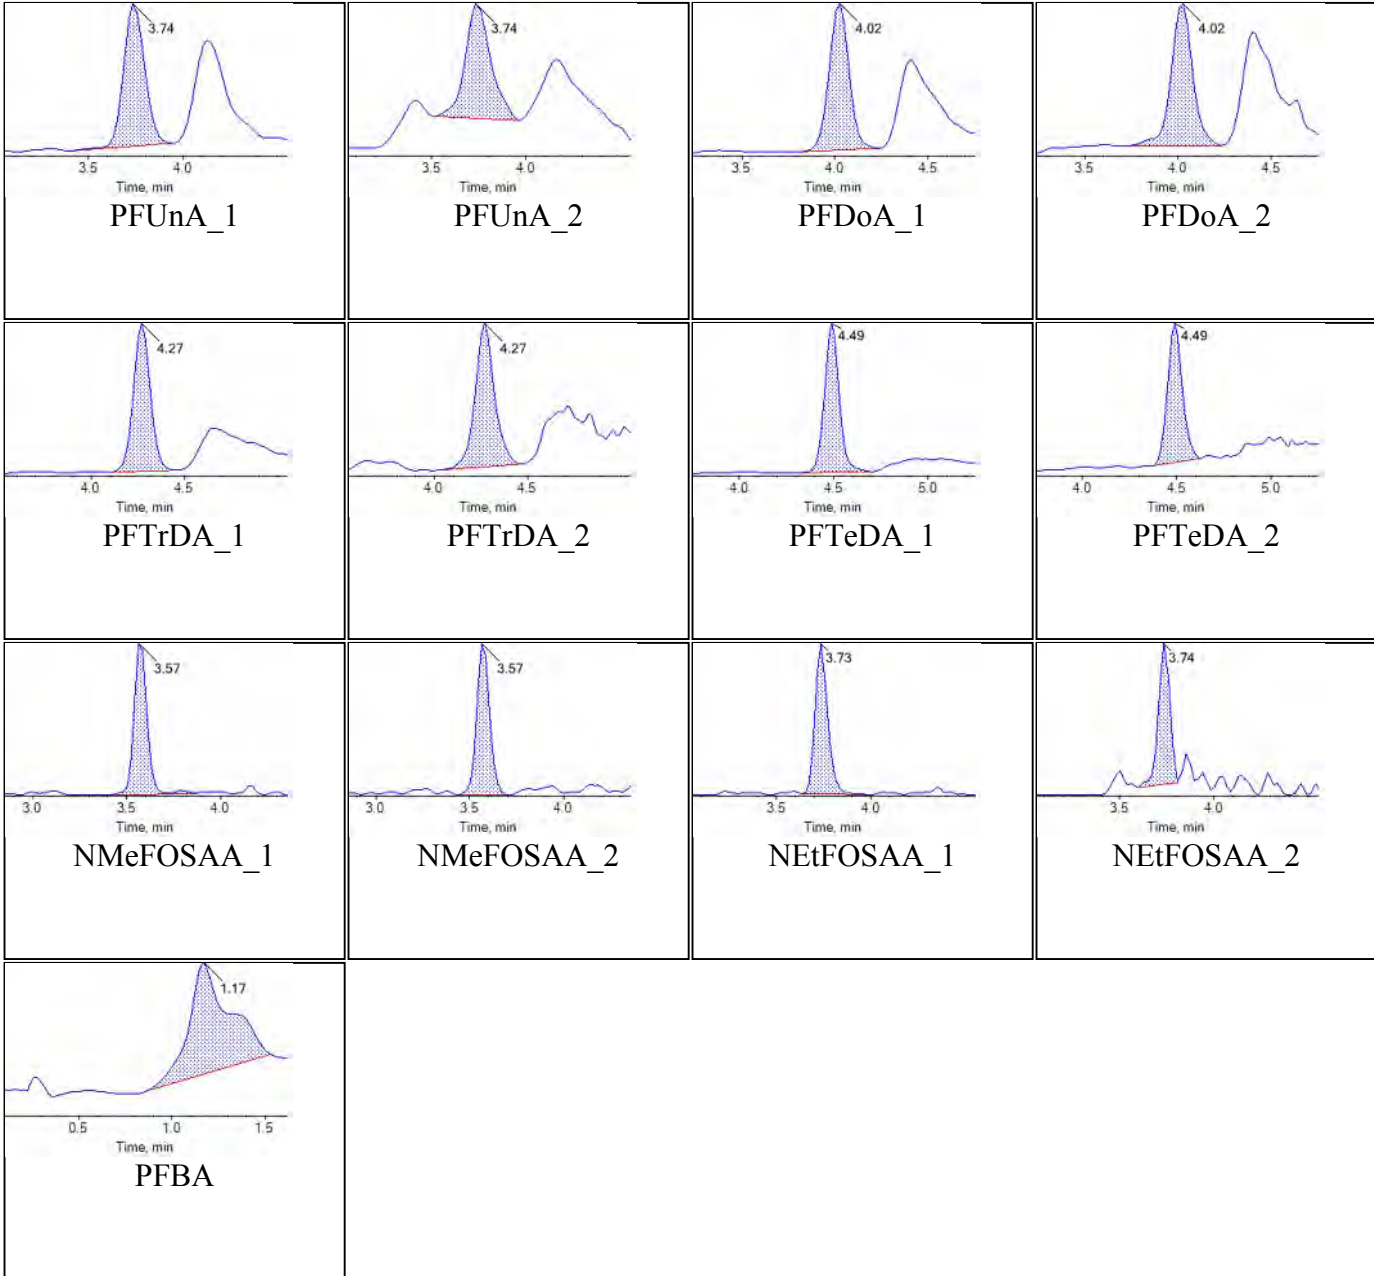 3.74
3.5 4.0
Time, min
PFUnA_1
3.74
3.5 4.0
Time, min
PFUnA_2
4.02
3.5 4.0 4.5
Time, min
PFDoA_1
4.02
3.5 4.0 4.5
Time, min
PFDoA_2
4.27
4.0 4.5
Time, min
PFTrDA_1
4.27
4.0 4.5
Time, min
PFTrDA_2
4.49
4.0 4.5 5.0
Time, min
PFTeDA_1
4.49
4.0 4.5 5.0
Time, min
PFTeDA_2
3.57
3.0 3.5 4.0
Time, min
NMeFOSAA_1
3.57
3.0 3.5 4.0
Time, min
NMeFOSAA_2
3.73
3.5 4.0
Time, min
NEtFOSAA_1
3.74
3.5 4.0
Time, min
NEtFOSAA_2
1.17
0.5 1.0 1.5
Time, min
PFBA